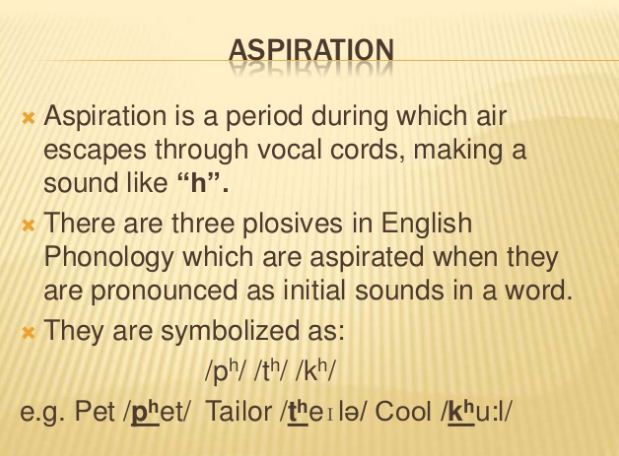 ASPIRATION
Aspiration is a period during which air
escapes through vocal cords, making a
sound like “h”.
There are three plosives in English
Phonology which are aspirated when they
are pronounced as initial sounds in a word.
They are symbolized as:
/pʰ/ /tʰ/ /kʰ/
e.g. Pet /pʰet/ Tailor /tʰeɪlə/ Cool /kʰu:l/